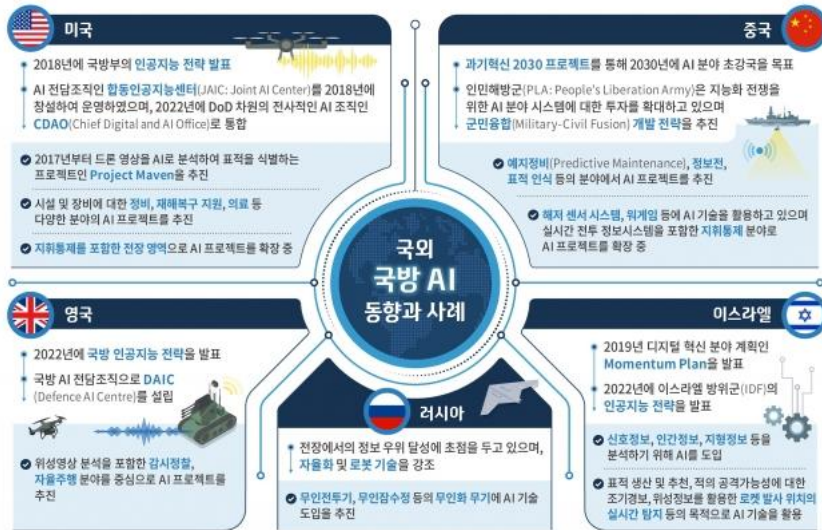 미국
2018년에 국방부의 인공지능 전략 발표
AI 전담조직인 합동인공지능센터(JAIC: Joint AI Center)를 2018년에
창설하여 운영하였으며, 2022년에 DoD 차원의 전사적인 AI 조직인
CDAO(Chief Digital and AI Office)로 통합
2017년부터 드론 영상을 AI로 분석하여 표적을 식별하는
프로젝트인 Project Maven을 추진
시설 및 장비에 대한 정비, 재해복구 지원, 의료 등
다양한 분야의 AI 프로젝트를 추진
지휘통제를 포함한 전장 영역으로 AI 프로젝트를 확장 중
중국
과기혁신 2030 프로젝트를 통해 2030년에 AI 분야 초강국을 목표
인민해방군(PLA: People's Liberation Army)은 지능화 전쟁을
위한 AI 분야 시스템에 대한 투자를 확대하고 있으며
군민융합(Military-Civil Fusion) 개발 전략을 추진
예지정비(Predictive Maintenance), 정보전,
표적 인식 등의 분야에서 AI 프로젝트를 추진
해저 센서 시스템, 워게임 등에 AI 기술을 활용하고 있으며
실시간 전투 정보시스템을 포함한 지휘통제 분야로
AI 프로젝트를 확장 중
국외
국방 AI
동향과 사례
영국
2022년에 국방 인공지능 전략을 발표
국방 AI 전담조직으로 DAIC
(Defence AI Centre)를 설립
위성영상 분석을 포함한 감시정찰,
자율주행 분야를 중심으로 AI 프로젝트를
추진
러시아
전장에서의 정보 우위 달성에 초점을 두고 있으며,
자율화 및 로봇 기술을 강조
무인전투기, 무인잠수정 등의 무인화 무기에 AI 기술
도입을 추진
이스라엘
2019년 디지털 혁신 분야 계획인
Momentum Plan을 발표
2022년에 이스라엘 방위군(IDF)의
인공지능 전략을 발표
신호정보, 인간정보, 지형정보 등을
분석하기 위해 AI를 도입
표적 생산 및 추천, 적의 공격가능성에 대한
조기경보, 위성정보를 활용한 로켓 발사 위치의
실시간 탐지 등의 목적으로 AI 기술을 활용